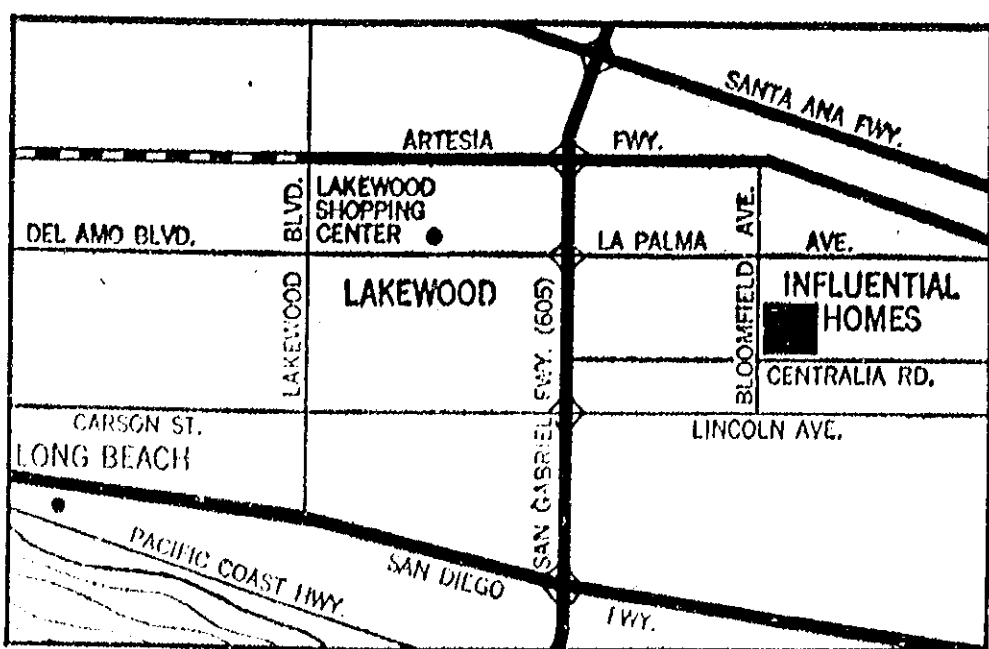 SANTA ANA FWY.
ARTESIA FWY.
LAKEWOOD BLVD.
LAKEWOOD
SHOPPING
CENTER
DEL AMO BLVD.
LA PALMA AVE.
BLOOMFIELD AVE.
LAKEWOOD
SAN GABRIEL FWY. (605)
INFLUENTIAL
HOMES
CENTRALIA RD.
CARSON ST.
LINCOLN AVE.
LONG BEACH
PACIFIC COAST HWY.
SAN DIEGO FWY.